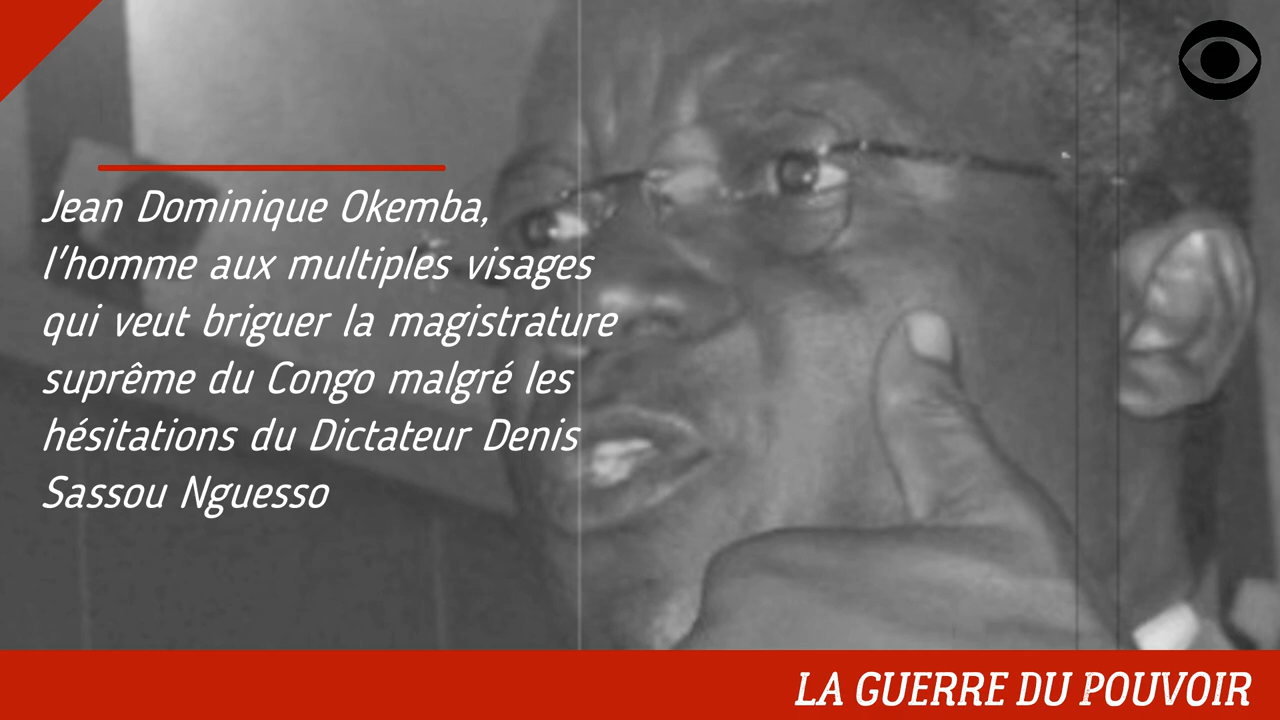 Jean Dominique Okemba,
l'homme aux multiples visages
qui veut briguer la magistrature
suprême du Congo malgré les
hésitations du Dictateur Denis
Sassou Nguesso
LA GUERRE DU POUVOIR